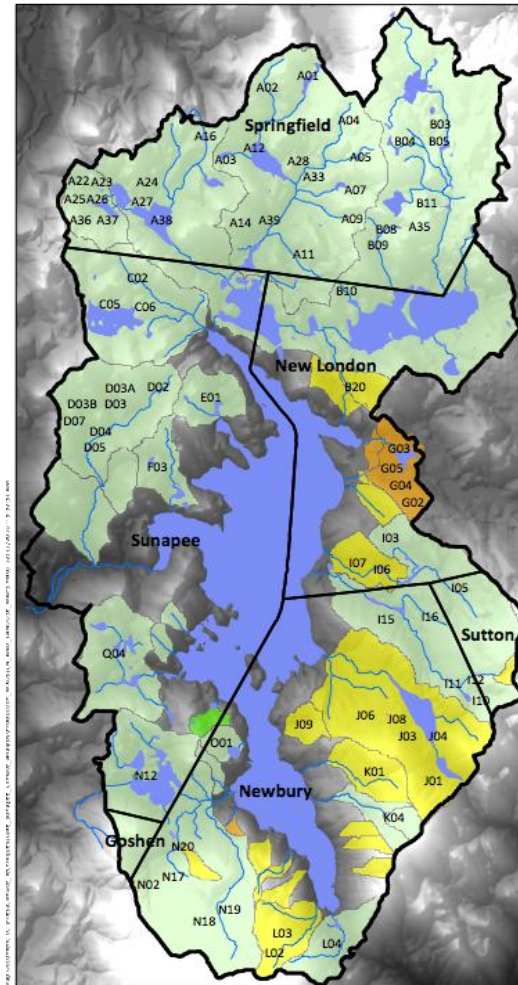 A01
A02
Springfield
A04
B03
A16
B04
B05
A12
A03
A28
A05
A33
A22 A23
A24
A07
A25 A26
A27
B11
A36 A37
A38
A14
A39
A09
B08
A35
B09
A11
C02
B10
C05
C06
New London
D03A
D02
B20
D03B
D03
E01
D07
D04
D05
G03
G05
F03
G04
G02
Sunapee
I03
I07
I06
I05
I15
I16
Sutton
Q04
I12
I11
I10
J06
J09
J08
J04
J03
O01
N12
K01
J01
Newbury
K04
Goshen
N20
N02
N17
N19
N18
L03
L04
L02